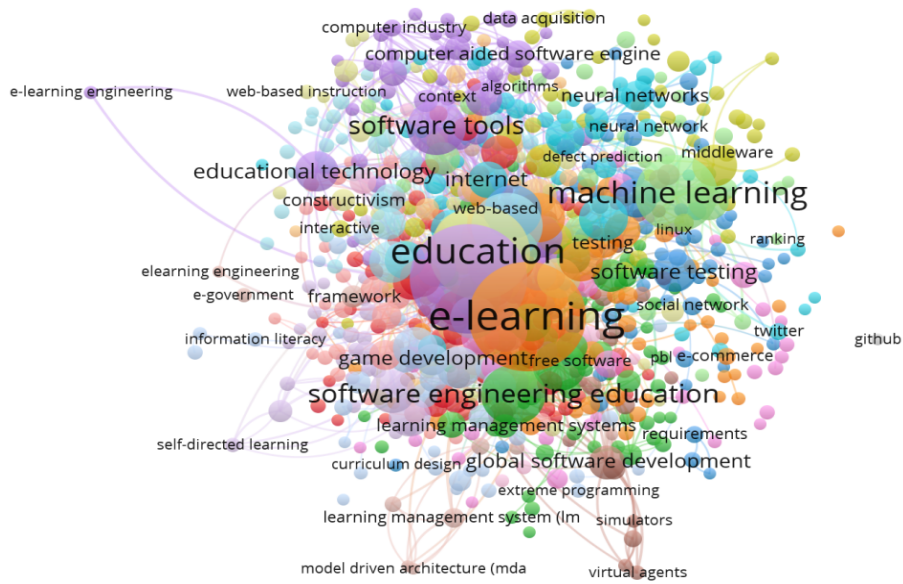 computer industry
data acquisition
computer aided software engine
e-learning engineering
web-based instruction
context
algorithms
neural networks
software tools
neural network
defect prediction
middleware
educational technology
internet
machine learning
constructivism
web-based
interactive
testing
linux
ranking
education
elearning engineering
software testing
e-government
framework
social network
e-learning
information literacy
twitter
github
game development
free software
pbl
e-commerce
software engineering education
learning management systems
requirements
self-directed learning
curriculum design
global software development
extreme programming
learning management system (lm
simulators
model driven architecture (mda
virtual agents